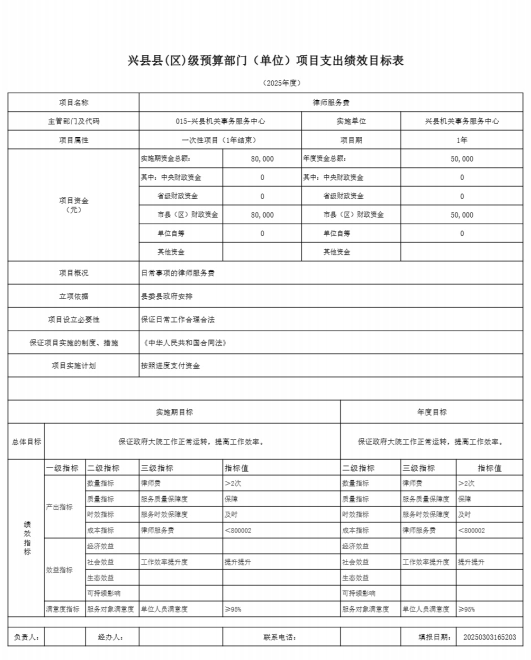 兴县县(区)级预算部门（单位）项目支出绩效目标表
（2025年度）
项目名称 律师服务费
主管部门及代码 015-兴县机关事务服务中心 实施单位 兴县机关事务服务中心
项目属性 一次性项目（1年结束） 项目期 1年
项目资金（元） 实施期资金总额: 80,000 年度资金总额: 50,000
其中: 中央财政资金 0 其中: 中央财政资金 0
省级财政资金 0 省级财政资金 0
市县（区）财政资金 80,000 市县（区）财政资金 50,000
单位自筹 0 单位自筹 0
其他资金 其他资金
项目概况 日常事项的律师服务费
立项依据 县委县政府安排
项目设立必要性 保证日常工作合理合法
保证项目实施的制度、措施 《中华人民共和国合同法》
项目实施计划 按照进度支付资金
实施期目标 年度目标
总体目标 保证政府大院工作正常运转，提高工作效率。 保证政府大院工作正常运转，提高工作效率。
绩效指标 一级指标 二级指标 三级指标 指标值 二级指标 三级指标 指标值
产出指标 数量指标 律师费 >2次 数量指标 律师费 >2次
质量指标 服务质量保障度 保障 质量指标 服务质量保障度 保障
时效指标 服务时效保障度 及时 时效指标 服务时效保障度 及时
成本指标 律师服务费 <800002 成本指标 律师服务费 <800002
效益指标 经济效益 经济效益
社会效益 工作效率提升度 提升提升 社会效益 工作效率提升度 提升提升
生态效益 生态效益
可持续影响 可持续影响
满意度指标 服务对象满意度 单位人员满意度 ≥98% 服务对象满意度 单位人员满意度 ≥98%
负责人: 经办人: 联系电话: 填报日期: 20250303165203